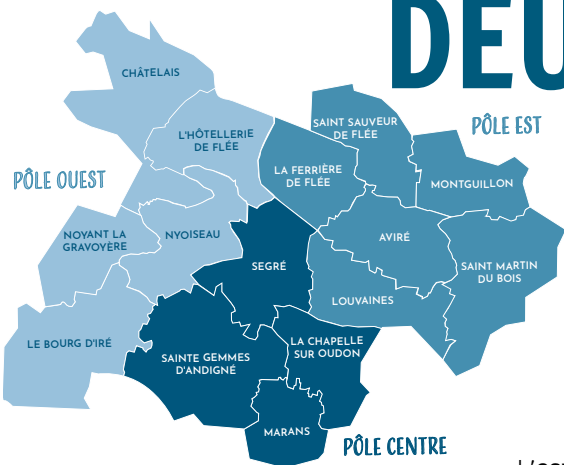 DEU
CHÂTELAIS
SAINT SAUVEUR
DE FLÉE
PÔLE EST
L'HÔTELLERIE
DE FLÉE
LA FERRIÈRE
DE FLÉE
PÔLE OUEST
MONTGUILLON
NOYANT LA
GRAVOYÈRE
NYOISEAU
AVIRÉ
SEGRÉ
SAINT MARTIN
DU BOIS
LOUVAINES
LE BOURG D'IRÉ
LA CHAPELLE
SUR OUDON
SAINTE GEMMES
D'ANDIGNÉ
MARANS
PÔLE CENTRE